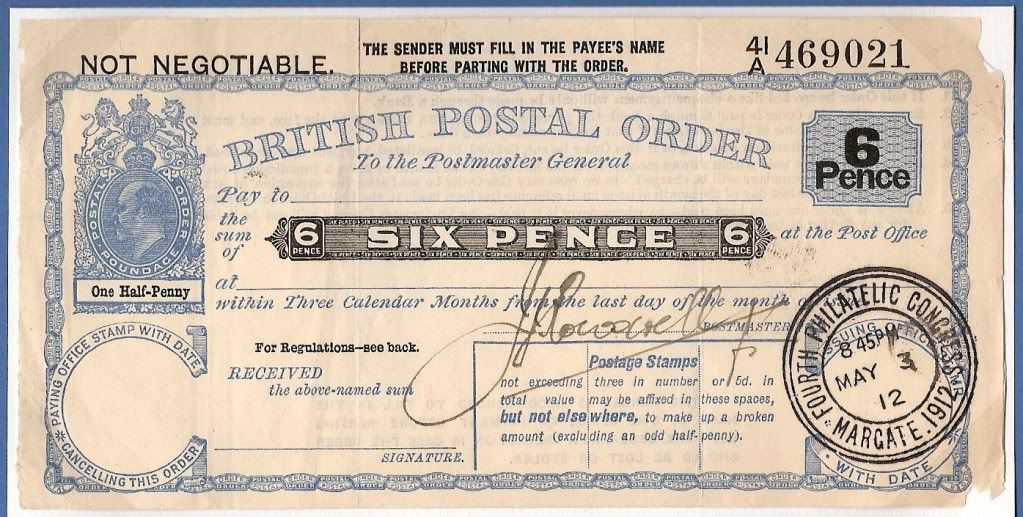 NOT NEGOTIABLE.
THE SENDER MUST FILL IN THE PAYEE'S NAME
BEFORE PARTING WITH THE ORDER.
41/A 469021
BRITISH POSTAL ORDER
To the Postmaster General
6
Pence
POSTAL ORDER
POUNDAGE
One Half-Penny
Pay to
the
sum
of
6 PENCE
SIX PENCE
6 PENCE
at the Post Office
at
within Three Calendar Months from the last day of the month
POSTMASTER
For Regulations—see back.
RECEIVED
the above-named sum
SIGNATURE.
Postage Stamps
not exceeding three in number or 5d. in
total value may be affixed in these spaces,
but not elsewhere, to make up a broken
amount (excluding an odd half-penny).
PAYING OFFICE STAMP WITH DATE
CANCELLING THIS ORDER
ISSUING OFFICE
WITH DATE
FOURTH PHILATELIC CONGRESS
MARGATE. 1912
8 45 PM
MAY 3
12